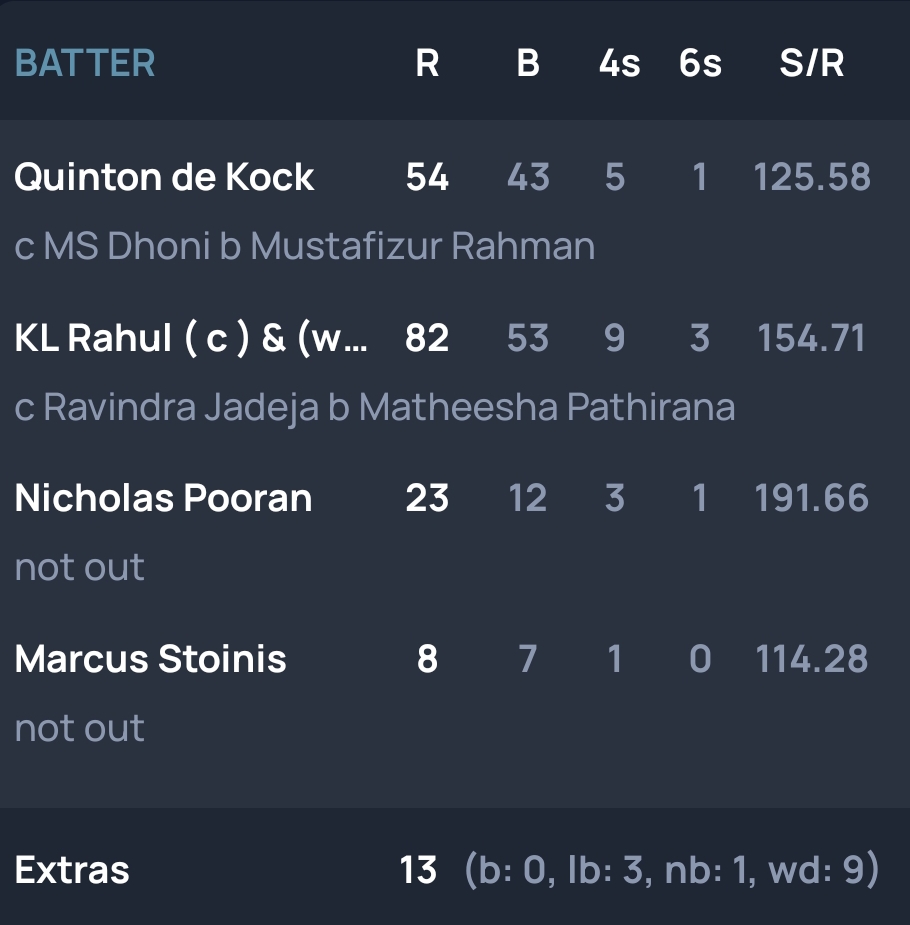 BATTER R B 4s 6s S/R
Quinton de Kock 54 43 5 1 125.58
c MS Dhoni b Mustafizur Rahman
KL Rahul ( c ) & (w... 82 53 9 3 154.71
c Ravindra Jadeja b Matheesha Pathirana
Nicholas Pooran 23 12 3 1 191.66
not out
Marcus Stoinis 8 7 1 0 114.28
not out
Extras 13 (b: 0, lb: 3, nb: 1, wd: 9)